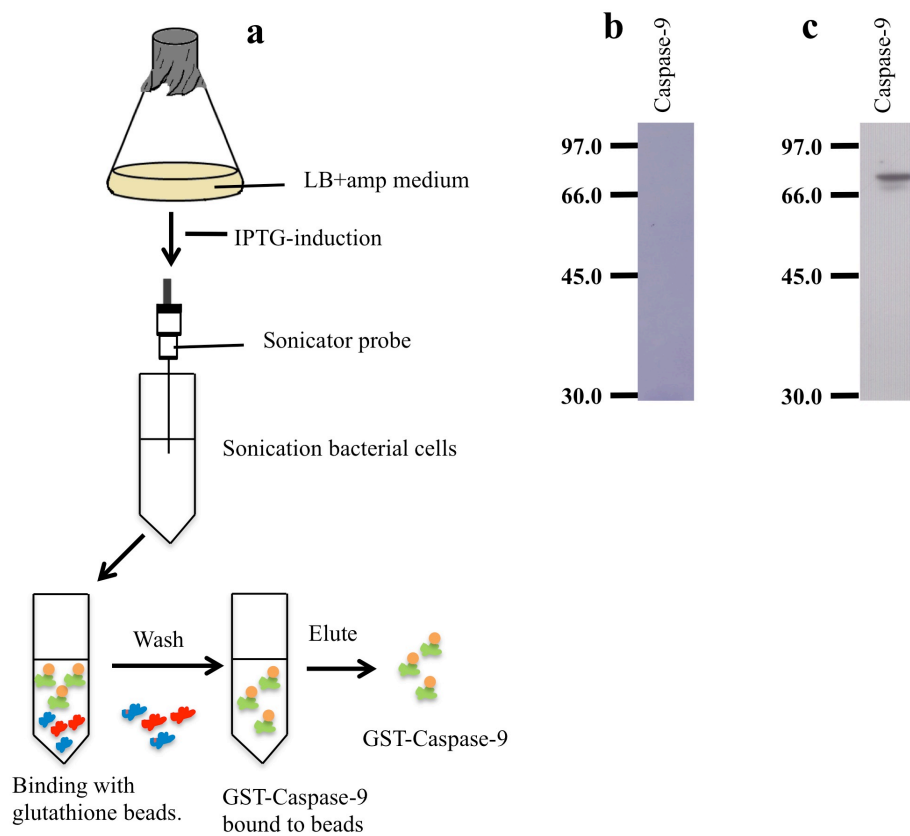 a
LB+amp medium
IPTG-induction
Sonicator probe
Sonication bacterial cells
Wash
Elute
GST-Caspase-9
Binding with
glutathione beads.
GST-Caspase-9
bound to beads
b
Caspase-9
97.0
66.0
45.0
30.0
c
Caspase-9
97.0
66.0
45.0
30.0